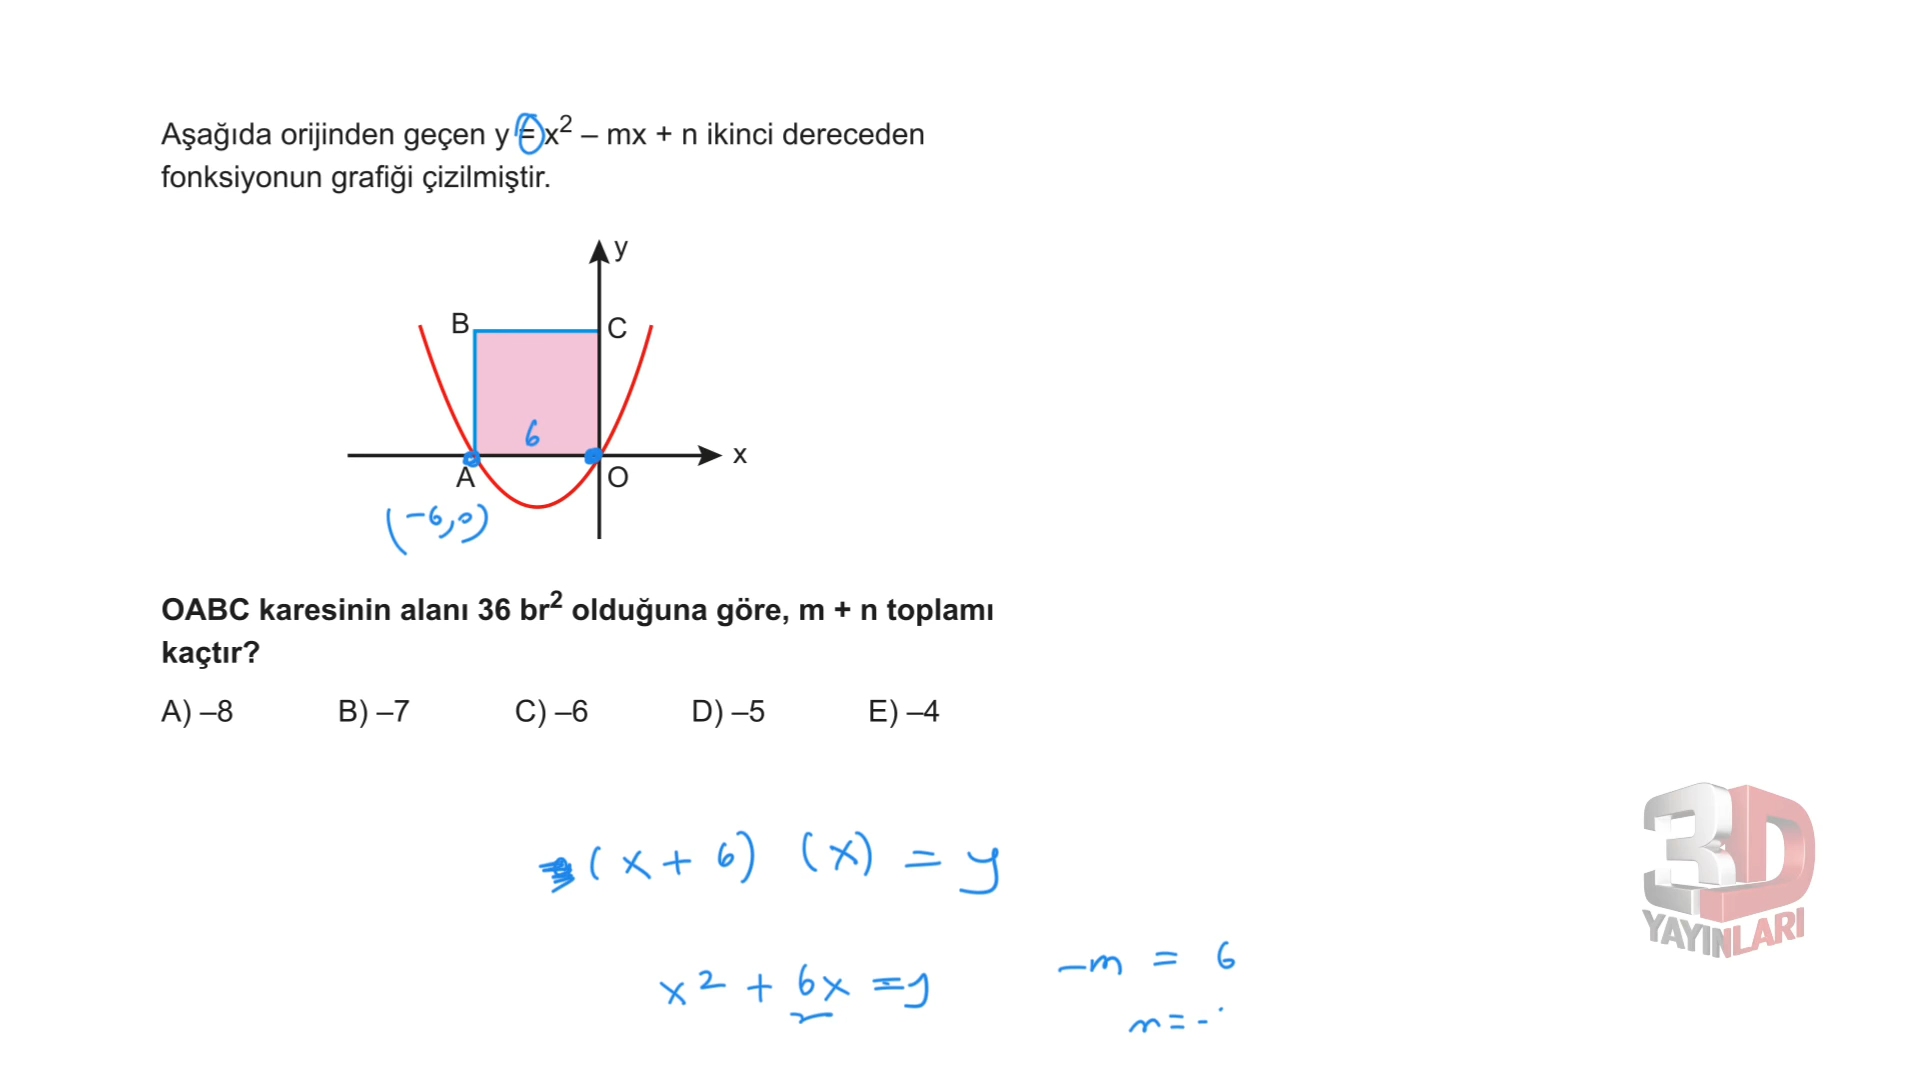 Aşağıda orijinden geçen y = x² – mx + n ikinci dereceden
fonksiyonun grafiği çizilmiştir.
y
B
C
6
x
A
O
(-6,0)
OABC karesinin alanı 36 br² olduğuna göre, m + n toplamı
kaçtır?
A) –8 B) –7 C) –6 D) –5 E) –4
(x + 6) (x) = y
x² + 6x = y
-m = 6
m = -
3D
YAYINLARI